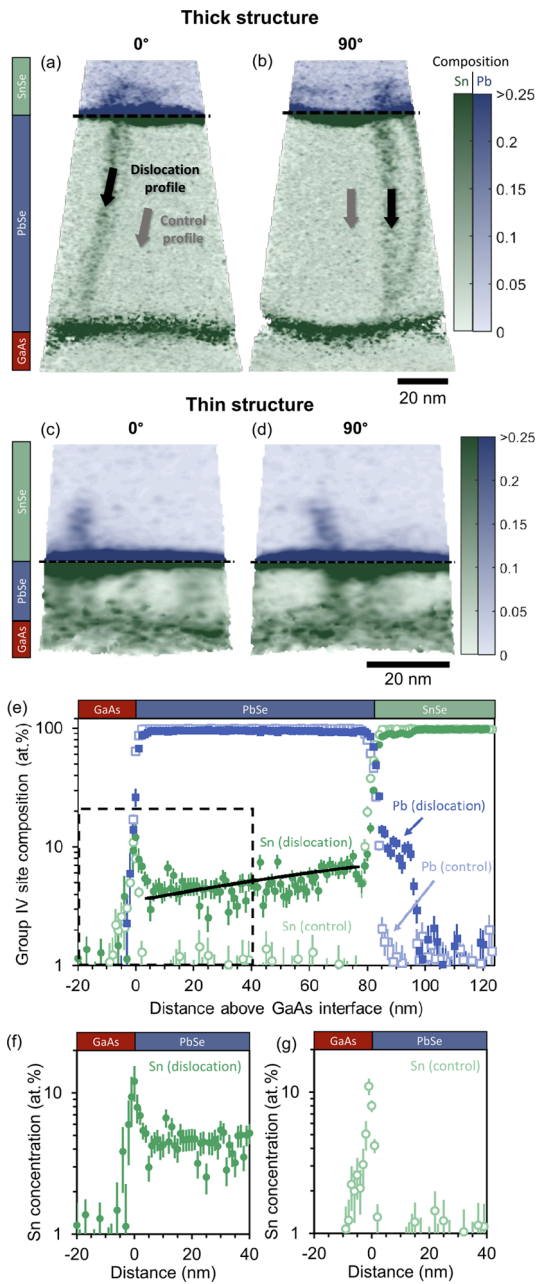 Thick structure
0°
90°
(a)
(b)
SnSe
PbSe
GaAs
Dislocation
profile
Control
profile
Composition
Sn Pb
>0.25
0.2
0.15
0.1
0.05
0
20 nm
Thin structure
0°
90°
(c)
(d)
SnSe
PbSe
GaAs
>0.25
0.2
0.15
0.1
0.05
0
20 nm
(e)
GaAs
PbSe
SnSe
Group IV site composition (at.%)
100
10
1
Pb (dislocation)
Sn (dislocation)
Pb (control)
Sn (control)
-20 0 20 40 60 80 100 120
Distance above GaAs interface (nm)
(f)
GaAs
PbSe
Sn (dislocation)
Sn concentration (at.%)
10
1
-20 0 20 40
Distance (nm)
(g)
GaAs
PbSe
Sn (control)
Sn concentration (at.%)
10
1
-20 0 20 40
Distance (nm)